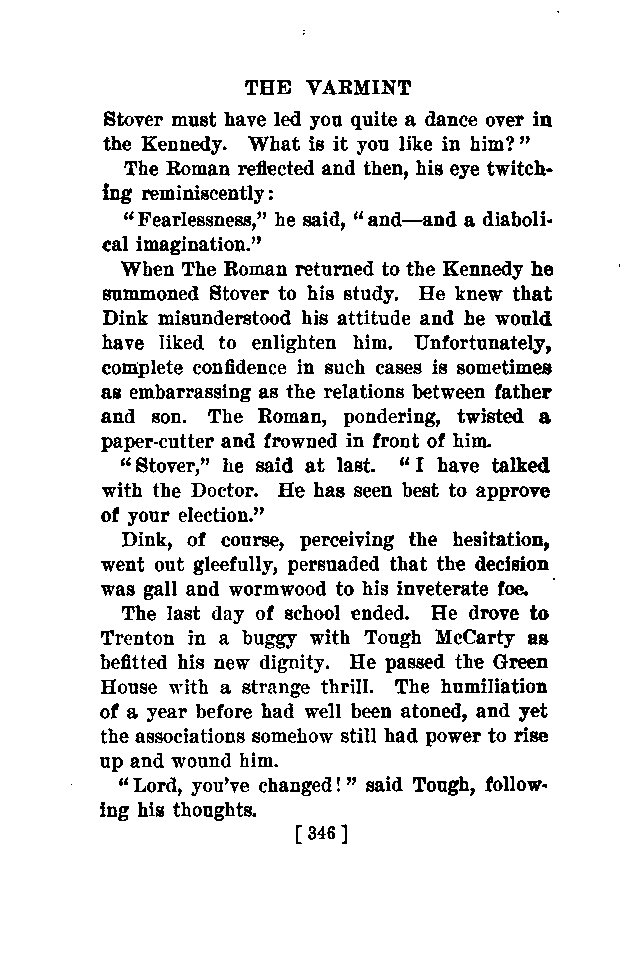 THE VARMINT
Stover must have led you quite a dance over in
the Kennedy. What is it you like in him?"
The Roman reflected and then, his eye twitch-
ing reminiscently:
"Fearlessness," he said, "and—and a diaboli-
cal imagination."
When The Roman returned to the Kennedy he
summoned Stover to his study. He knew that
Dink misunderstood his attitude and he would
have liked to enlighten him. Unfortunately,
complete confidence in such cases is sometimes
as embarrassing as the relations between father
and son. The Roman, pondering, twisted a
paper-cutter and frowned in front of him.
"Stover," he said at last. "I have talked
with the Doctor. He has seen best to approve
of your election."
Dink, of course, perceiving the hesitation,
went out gleefully, persuaded that the decision
was gall and wormwood to his inveterate foe.
The last day of school ended. He drove to
Trenton in a buggy with Tough McCarty as
befitted his new dignity. He passed the Green
House with a strange thrill. The humiliation
of a year before had well been atoned, and yet
the associations somehow still had power to rise
up and wound him.
"Lord, you've changed!" said Tough, follow-
ing his thoughts.
[ 346 ]